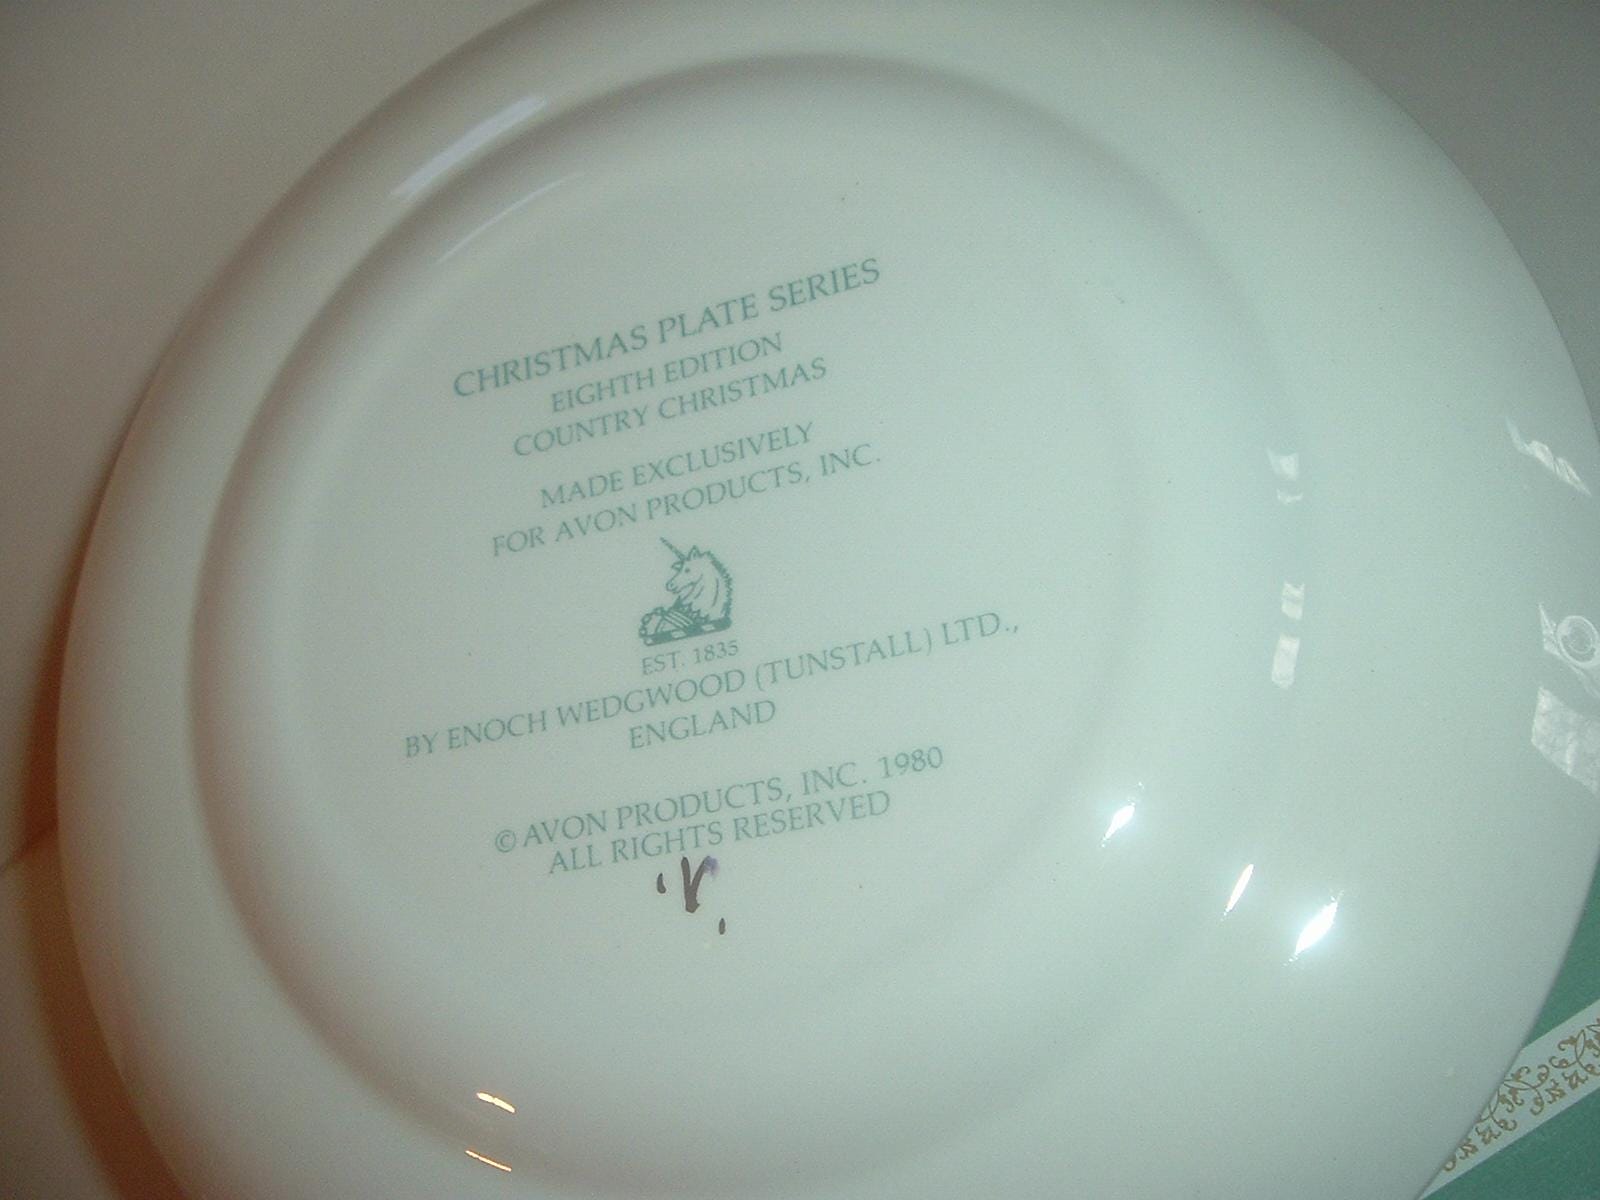 CHRISTMAS PLATE SERIES
EIGHTH EDITION
COUNTRY CHRISTMAS
MADE EXCLUSIVELY
FOR AVON PRODUCTS, INC.
EST. 1835
BY ENOCH WEDGWOOD (TUNSTALL) LTD.,
ENGLAND
© AVON PRODUCTS, INC. 1980
ALL RIGHTS RESERVED